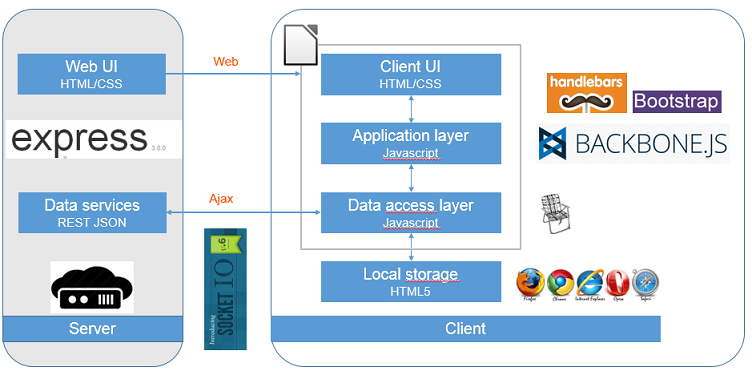 Web UI
HTML/CSS
Web
Client UI
HTML/CSS
handlebars
Bootstrap
express 3.0.0
Application layer
Javascript
BACKBONE.JS
Data services
REST JSON
Ajax
Data access layer
Javascript
SOCKET IO
v0.9
Local storage
HTML5
Firefox
Chrome
Internet Explorer
Opera
Safari
Server
Client